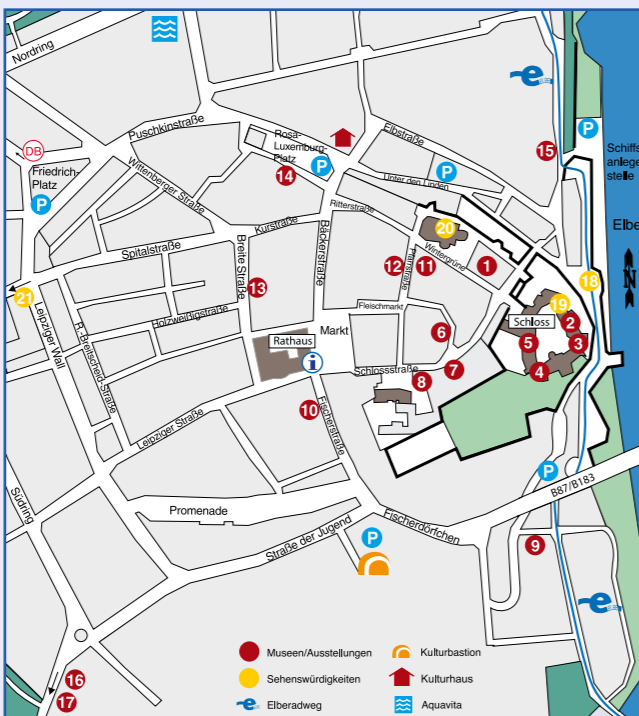 Nordring
Puschkinstraße
DB
Friedrich-
Platz
P
Wittenberger Straße
Rosa-
Luxemburg-
Platz
P
14
Elbstraße
P
Unter den Linden
15
P
Schiffs
anlege
stelle
Elbe
N
Ritterstraße
Kurstraße
Spitalstraße
Breite Straße
Bäckerstraße
20
Wintergrüne
12
11
Pfarrstraße
1
18
21
13
Holzweißigstraße
Leipziger Wall
R.-Breitscheid-Straße
Fleischmarkt
Markt
Rathaus
i
6
7
8
Schlossstraße
19
Schloss
2
3
5
4
10
Fischerstraße
Leipziger Straße
Südring
Promenade
Straße der Jugend
Fischerdörfchen
P
P
B87/B183
9
16
17
Museen/Ausstellungen
Kulturbastion
Sehenswürdigkeiten
Kulturhaus
Elberadweg
Aquavita